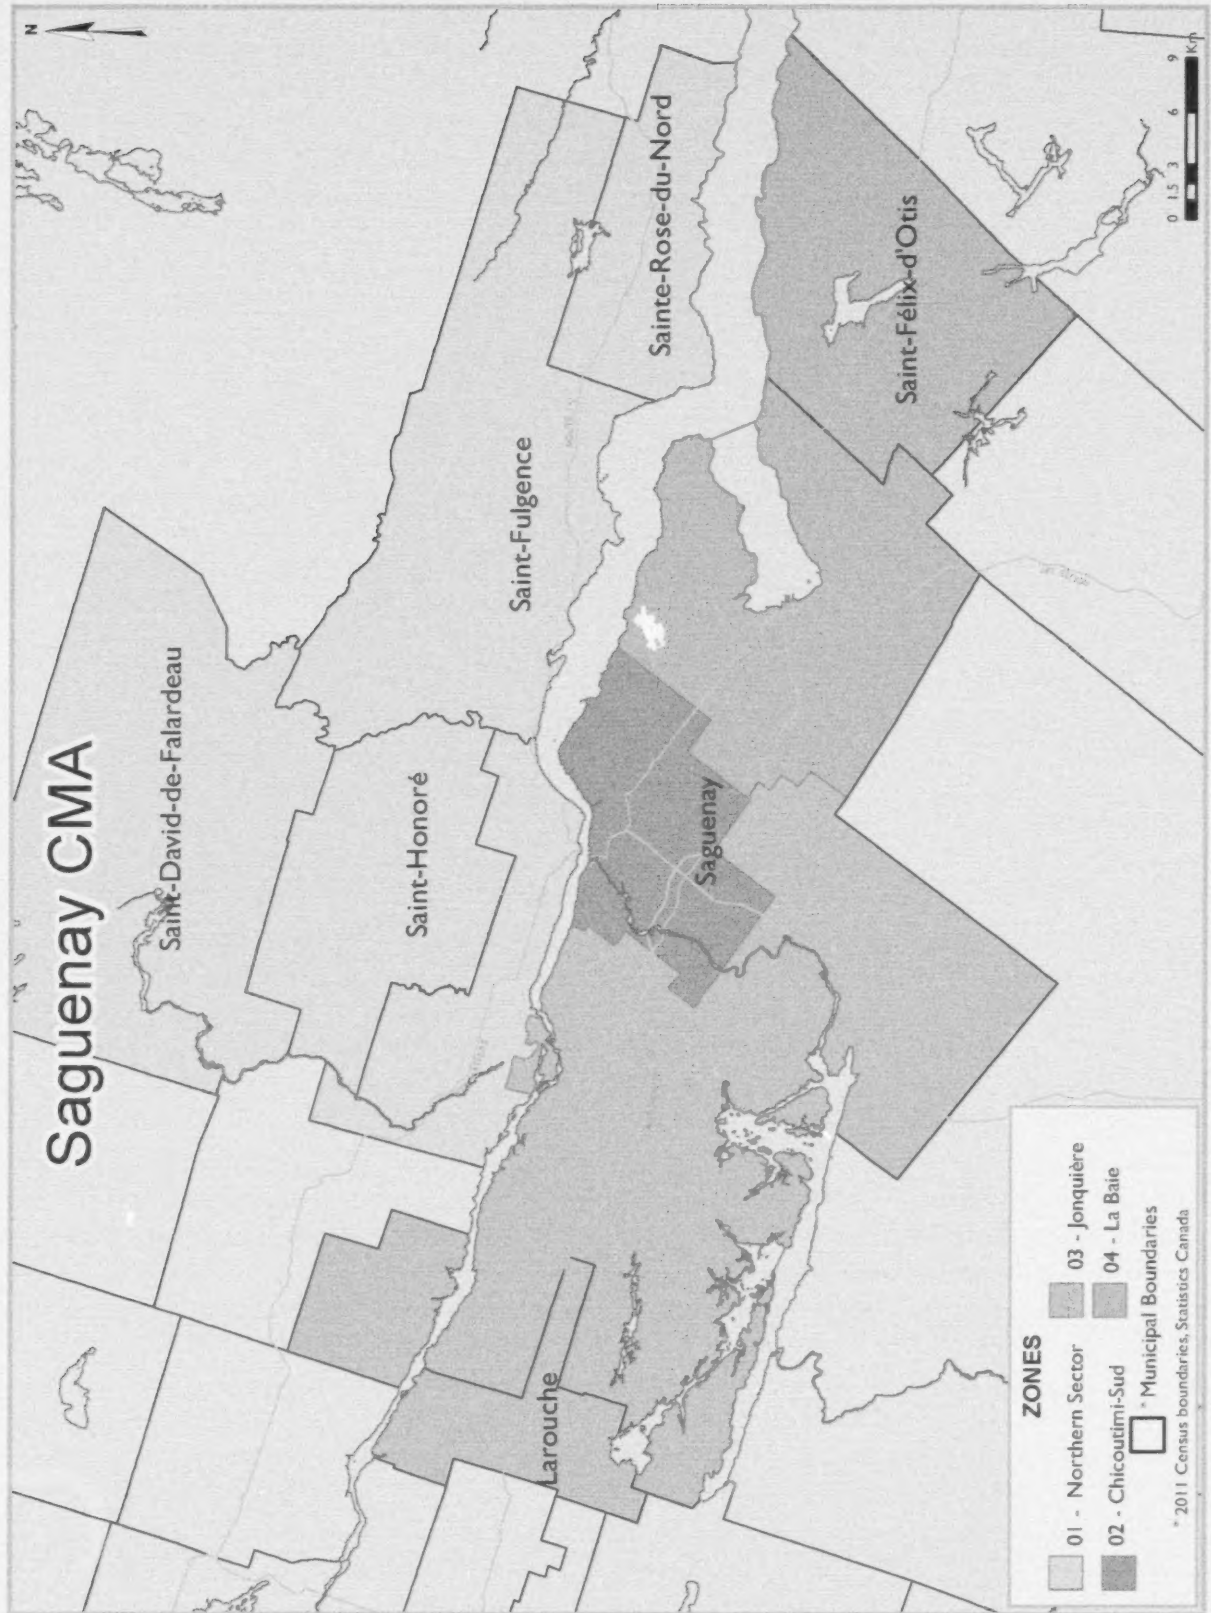 Saguenay CMA
N
Saint-David-de-Falardeau
Saint-Honoré
Saint-Fulgence
Sainte-Rose-du-Nord
Larouche
Saguenay
Saint-Félix-d'Otis
ZONES
01 - Northern Sector
03 - Jonquière
02 - Chicoutimi-Sud
04 - La Baie
* Municipal Boundaries
* 2011 Census boundaries, Statistics Canada
0 1.5 3 6 9
Km